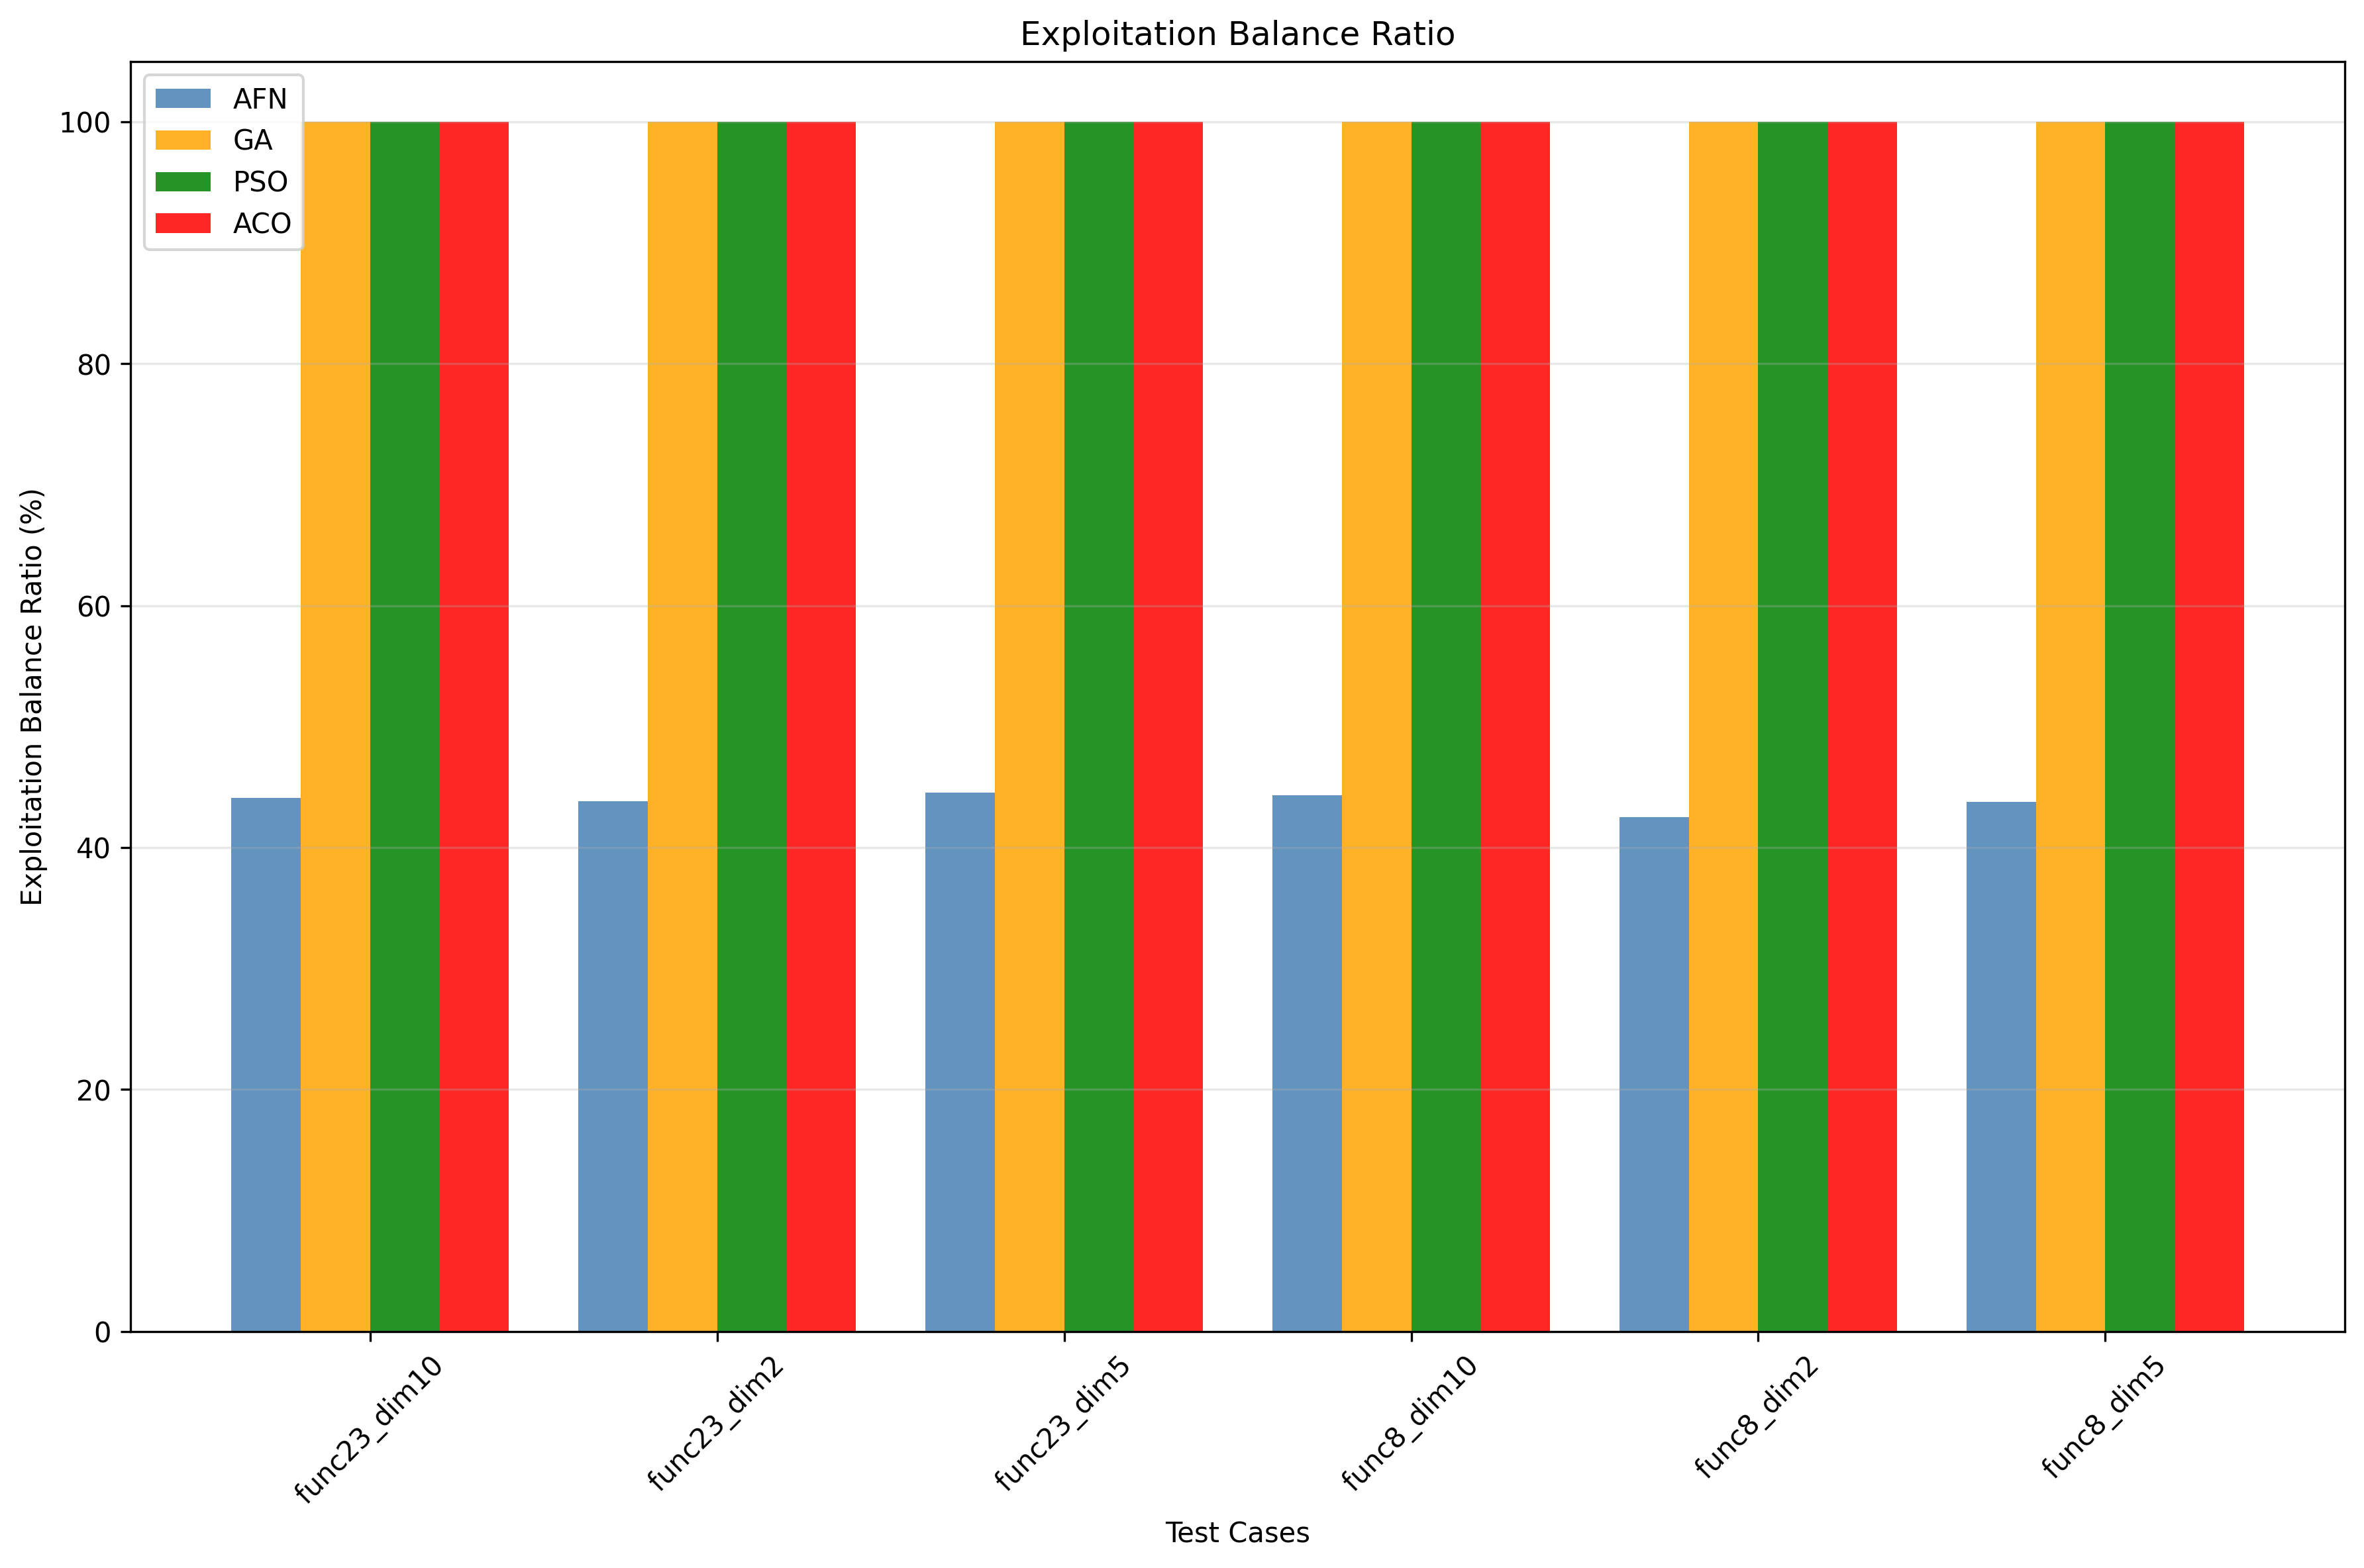 Exploitation Balance Ratio
AFN
GA
PSO
ACO
Exploitation Balance Ratio (%)
100
80
60
40
20
0
func23_dim10
func23_dim2
func23_dim5
func8_dim10
func8_dim2
func8_dim5
Test Cases